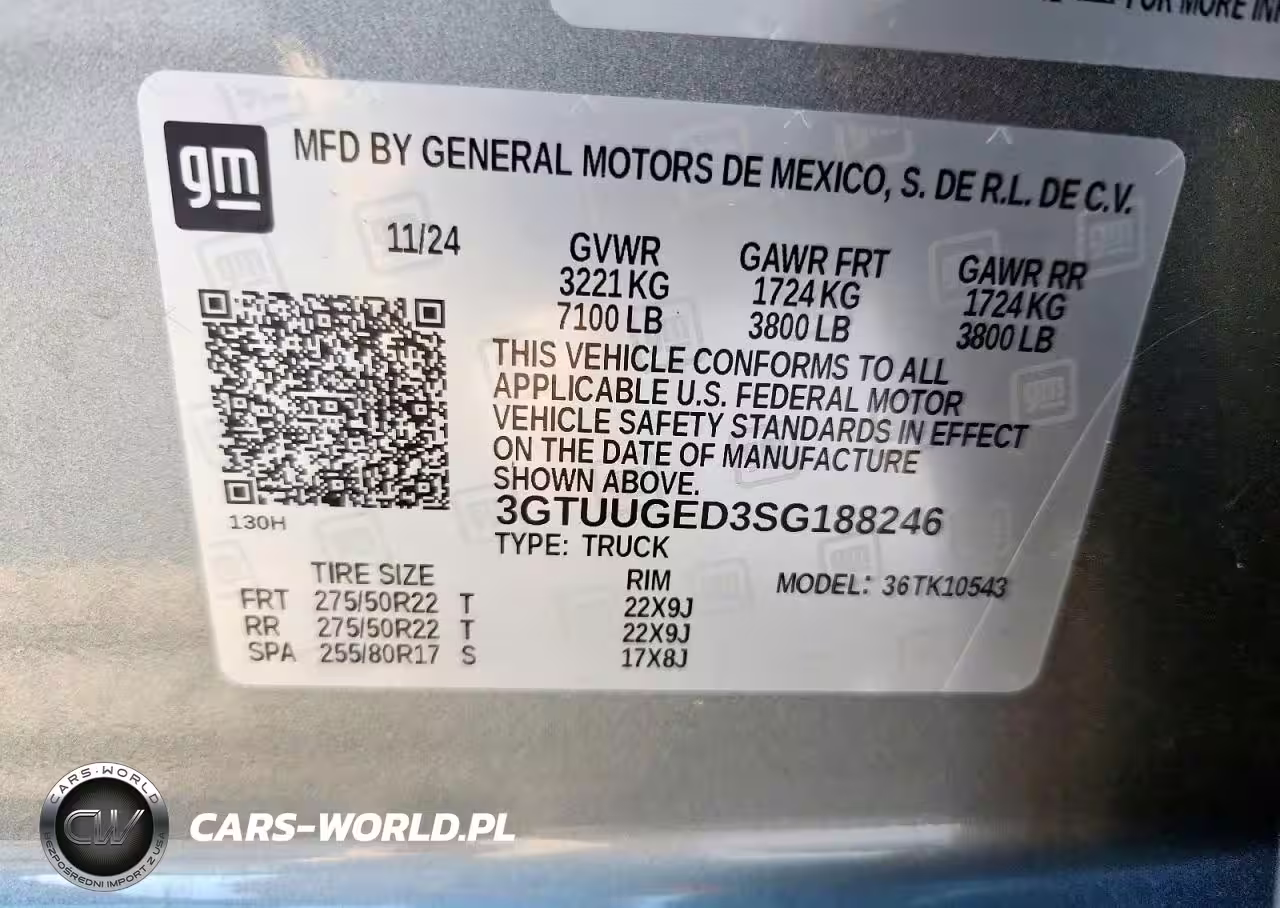 FOR MORE
gm
MFD BY GENERAL MOTORS DE MEXICO, S. DE R.L. DE C.V.
11/24
GVWR GAWR FRT GAWR RR
3221 KG 1724 KG 1724 KG
7100 LB 3800 LB 3800 LB
THIS VEHICLE CONFORMS TO ALL
APPLICABLE U.S. FEDERAL MOTOR
VEHICLE SAFETY STANDARDS IN EFFECT
ON THE DATE OF MANUFACTURE
SHOWN ABOVE.
3GTUUGED3SG188246
130H
TYPE: TRUCK
TIRE SIZE RIM MODEL: 36TK10543
FRT 275/50R22 T 22X9J
RR 275/50R22 T 22X9J
SPA 255/80R17 S 17X8J
CARS-WORLD
CW
BEZPOŚREDNI IMPORT Z USA
CARS-WORLD.PL